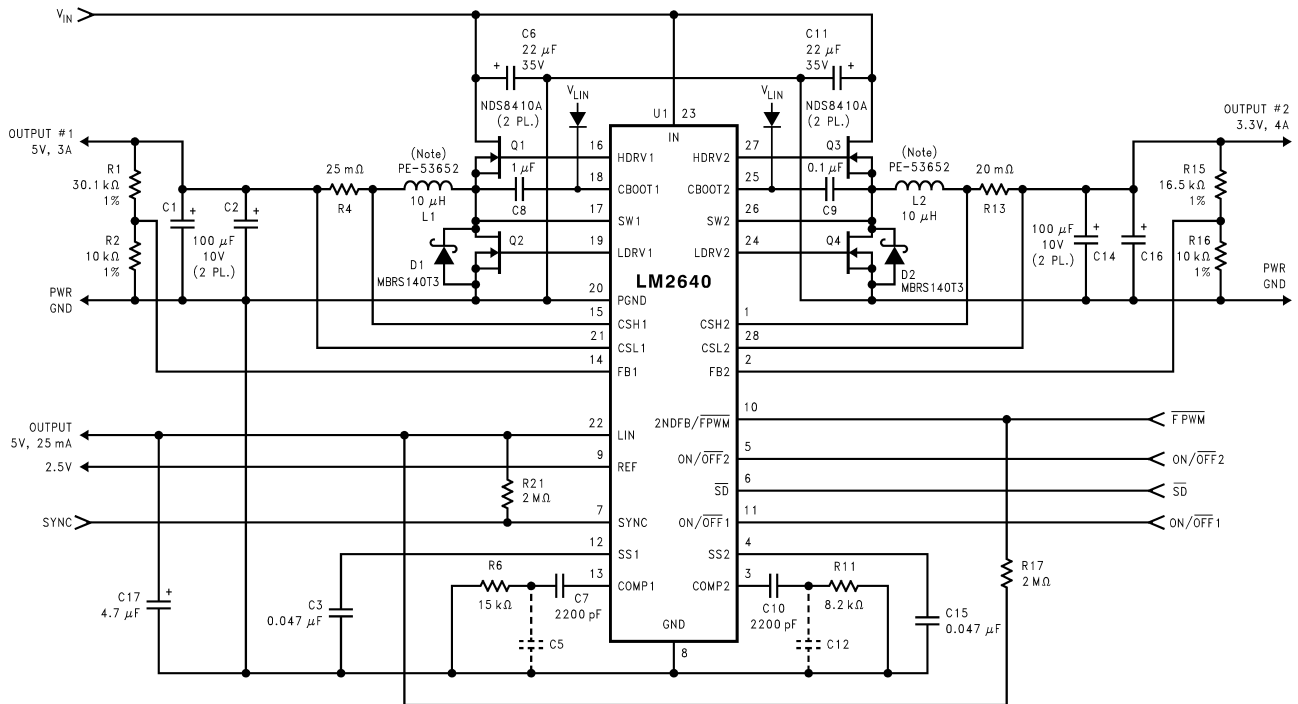 V_IN
C6
22 µF
35V
+
C11
22 µF
35V
+
V_LIN
V_LIN
NDS8410A
(2 PL.)
NDS8410A
(2 PL.)
U1
23
IN
OUTPUT #1
5V, 3A
OUTPUT #2
3.3V, 4A
R1
30.1 kΩ
1%
R2
10 kΩ
1%
C1
+
C2
+
100 µF
10V
(2 PL.)
25 mΩ
R4
(Note)
PE-53652
10 µH
L1
Q1
1 µF
C8
Q2
D1
MBRS140T3
16
HDRV1
18
CBOOT1
17
SW1
19
LDRV1
LM2640
20
PGND
15
CSH1
21
CSL1
14
FB1
27
HDRV2
25
CBOOT2
26
SW2
24
LDRV2
1
CSH2
28
CSL2
2
FB2
Q3
0.1 µF
C9
Q4
D2
MBRS140T3
(Note)
PE-53652
L2
10 µH
20 mΩ
R13
100 µF
10V
(2 PL.)
+
C14
+
C16
R15
16.5 kΩ
1%
R16
10 kΩ
1%
PWR
GND
PWR
GND
OUTPUT
5V, 25 mA
22
LIN
2.5V
9
REF
R21
2 MΩ
SYNC
7
SYNC
12
SS1
13
COMP1
10
2NDFB/FPWM
FPWM
5
ON/OFF2
ON/OFF2
6
SD
SD
11
ON/OFF1
ON/OFF1
4
SS2
3
COMP2
C17
4.7 µF
+
C3
0.047 µF
R6
15 kΩ
C7
2200 pF
C5
GND
8
C10
2200 pF
R11
8.2 kΩ
C12
C15
0.047 µF
R17
2 MΩ